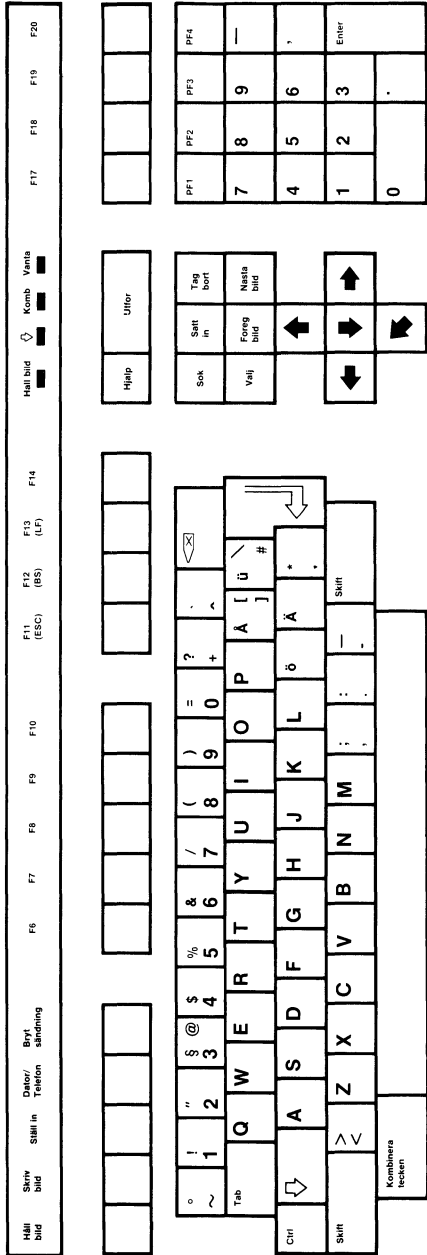 Håll bild
Skriv bild
Ställ in
Dator/ Telefon
Bryt sändning
F6 F7 F8 F9 F10
F11 (ESC)
F12 (BS)
F13 (LF)
F14
Hall bild Komb Vanta
F17 F18 F19 F20
Hjalp Utfor
° ! " § @ $ % & / ( ) = ? `
~ 1 2 3 4 5 6 7 8 9 0 + ^
Sok
Satt in
Tag bort
PF1 PF2 PF3 PF4
Tab Q W E R T Y U I O P Å [ ] ü \ #
Valj
Foreg bild
Nasta bild
7 8 9 —
Ctrl A S D F G H J K L ö Ä * '
4 5 6 ,
Skift > < Z X C V B N M ; , : . — - Skift
1 2 3 Enter
Kombinera tecken
0 .